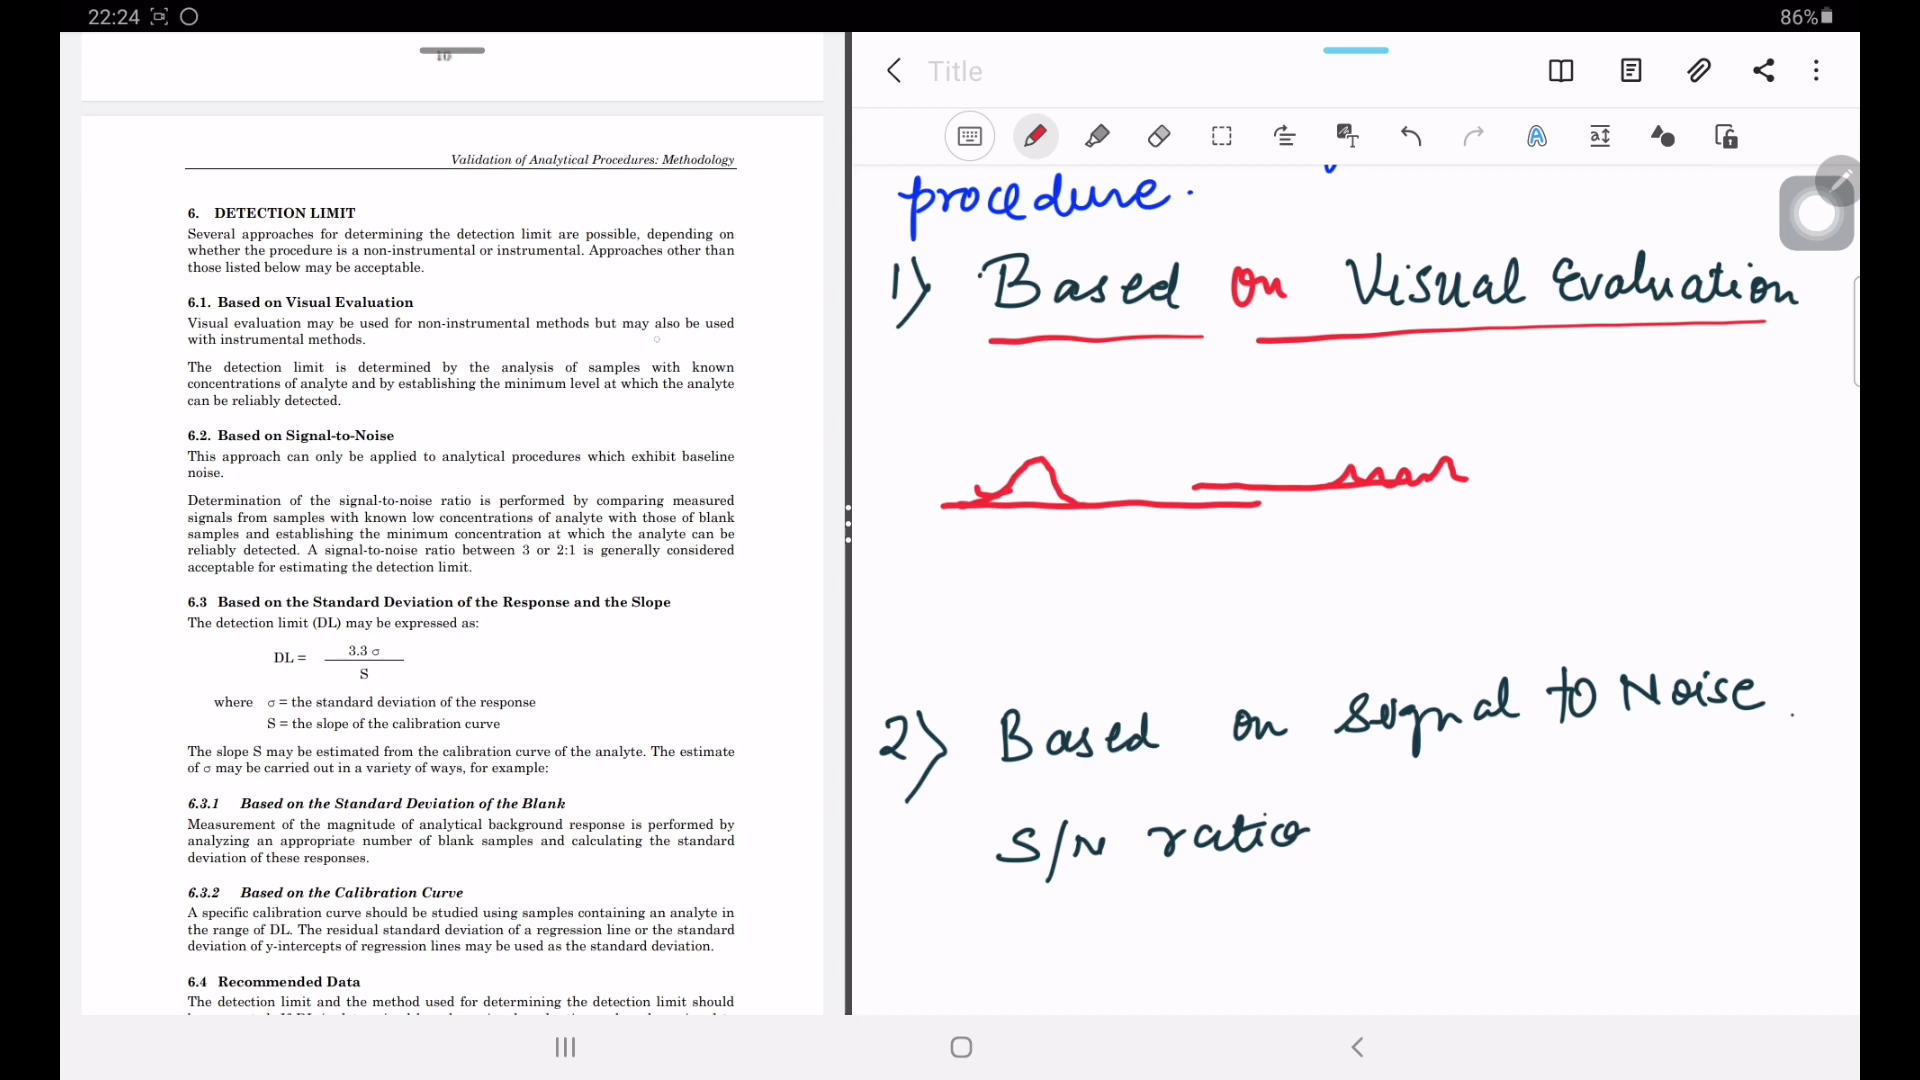 22:24
86%
10
Validation of Analytical Procedures: Methodology
6. DETECTION LIMIT
Several approaches for determining the detection limit are possible, depending on
whether the procedure is a non-instrumental or instrumental. Approaches other than
those listed below may be acceptable.
6.1. Based on Visual Evaluation
Visual evaluation may be used for non-instrumental methods but may also be used
with instrumental methods.
The detection limit is determined by the analysis of samples with known
concentrations of analyte and by establishing the minimum level at which the analyte
can be reliably detected.
6.2. Based on Signal-to-Noise
This approach can only be applied to analytical procedures which exhibit baseline
noise.
Determination of the signal-to-noise ratio is performed by comparing measured
signals from samples with known low concentrations of analyte with those of blank
samples and establishing the minimum concentration at which the analyte can be
reliably detected. A signal-to-noise ratio between 3 or 2:1 is generally considered
acceptable for estimating the detection limit.
6.3 Based on the Standard Deviation of the Response and the Slope
The detection limit (DL) may be expressed as:
DL = 3.3 σ
S
where σ = the standard deviation of the response
S = the slope of the calibration curve
The slope S may be estimated from the calibration curve of the analyte. The estimate
of σ may be carried out in a variety of ways, for example:
6.3.1 Based on the Standard Deviation of the Blank
Measurement of the magnitude of analytical background response is performed by
analyzing an appropriate number of blank samples and calculating the standard
deviation of these responses.
6.3.2 Based on the Calibration Curve
A specific calibration curve should be studied using samples containing an analyte in
the range of DL. The residual standard deviation of a regression line or the standard
deviation of y-intercepts of regression lines may be used as the standard deviation.
6.4 Recommended Data
The detection limit and the method used for determining the detection limit should
Title
procedure.
1) Based on Visual Evaluation
2) Based on Signal to Noise.
S/N ratio